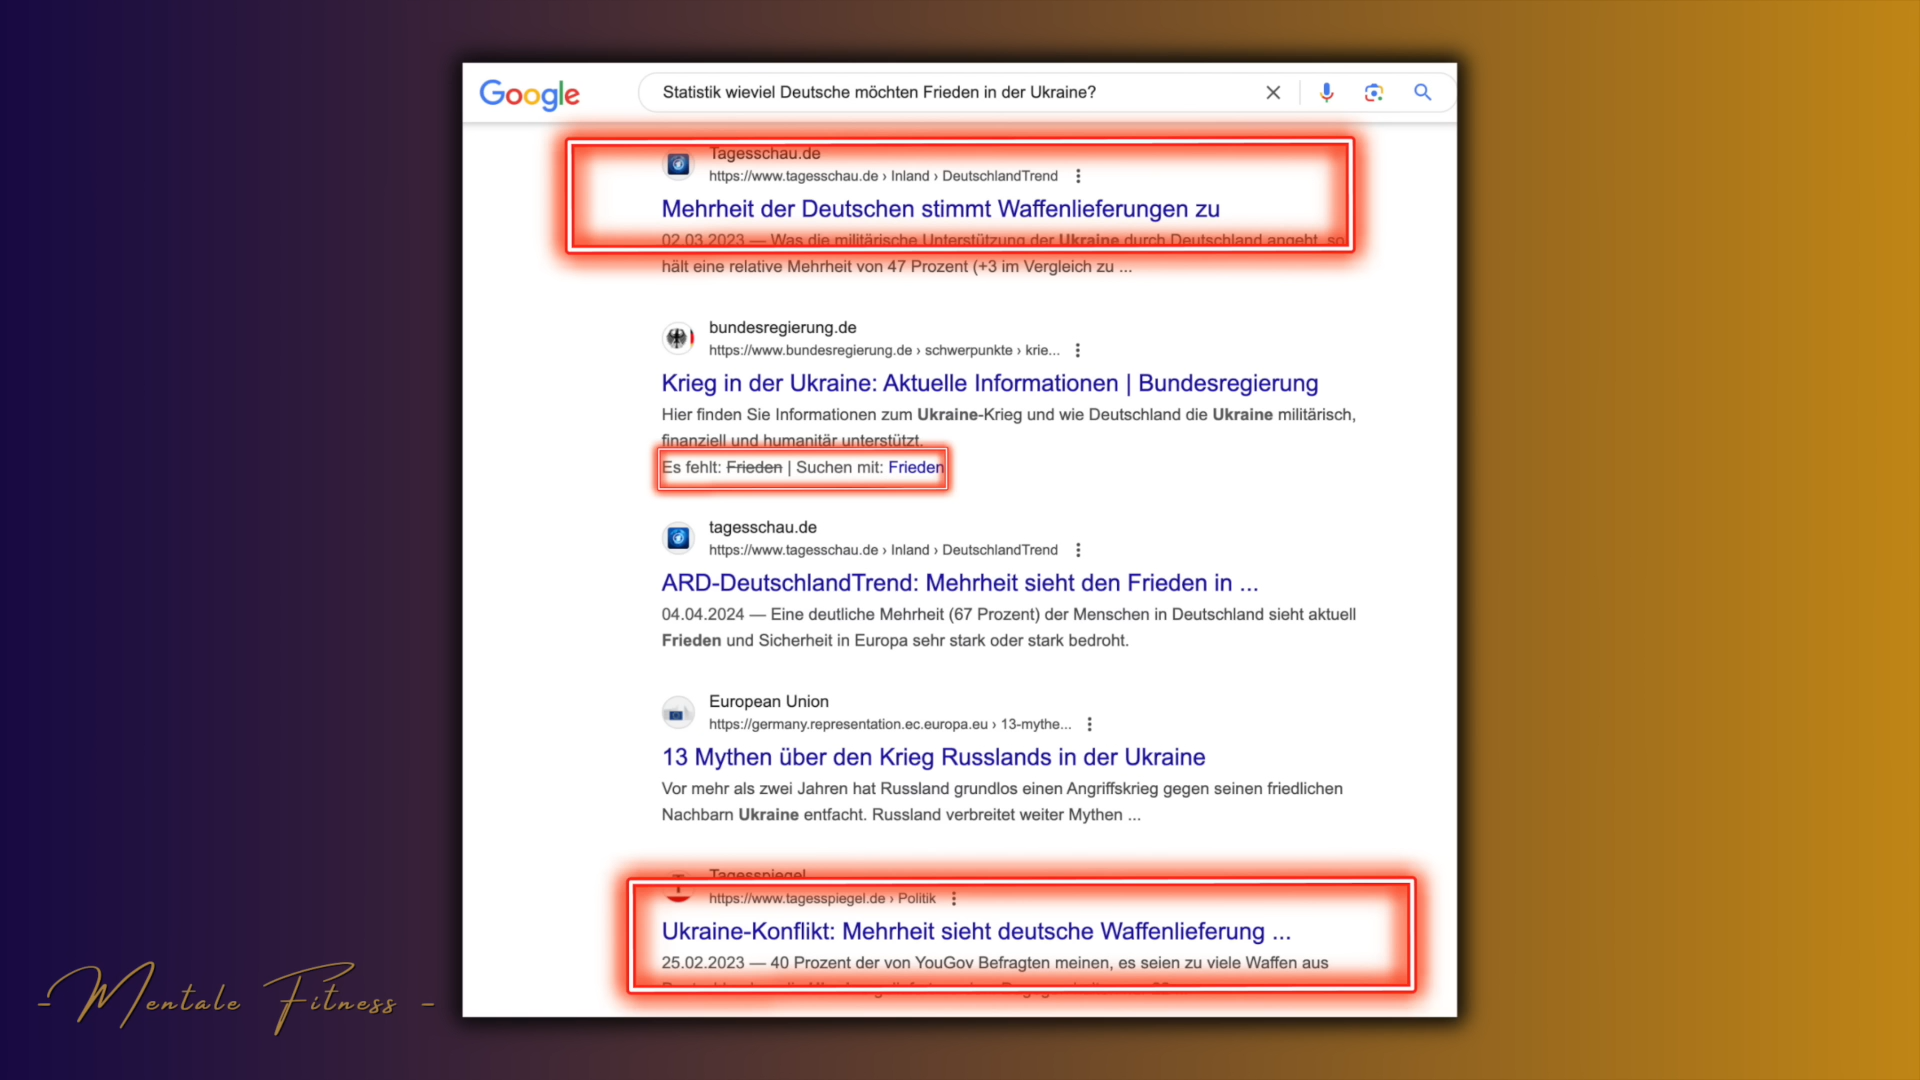 Google
Statistik wieviel Deutsche möchten Frieden in der Ukraine?
Tagesschau.de
https://www.tagesschau.de › Inland › DeutschlandTrend
Mehrheit der Deutschen stimmt Waffenlieferungen zu
02.03.2023 — Was die militärische Unterstützung der Ukraine durch Deutschland angeht, so
hält eine relative Mehrheit von 47 Prozent (+3 im Vergleich zu ...
bundesregierung.de
https://www.bundesregierung.de › schwerpunkte › krie...
Krieg in der Ukraine: Aktuelle Informationen | Bundesregierung
Hier finden Sie Informationen zum Ukraine-Krieg und wie Deutschland die Ukraine militärisch,
finanziell und humanitär unterstützt.
Es fehlt: Frieden | Suchen mit: Frieden
tagesschau.de
https://www.tagesschau.de › Inland › DeutschlandTrend
ARD-DeutschlandTrend: Mehrheit sieht den Frieden in ...
04.04.2024 — Eine deutliche Mehrheit (67 Prozent) der Menschen in Deutschland sieht aktuell
Frieden und Sicherheit in Europa sehr stark oder stark bedroht.
European Union
https://germany.representation.ec.europa.eu › 13-mythe...
13 Mythen über den Krieg Russlands in der Ukraine
Vor mehr als zwei Jahren hat Russland grundlos einen Angriffskrieg gegen seinen friedlichen
Nachbarn Ukraine entfacht. Russland verbreitet weiter Mythen ...
Tagesspiegel
https://www.tagesspiegel.de › Politik
Ukraine-Konflikt: Mehrheit sieht deutsche Waffenlieferung ...
25.02.2023 — 40 Prozent der von YouGov Befragten meinen, es seien zu viele Waffen aus
- Mentale Fitness -